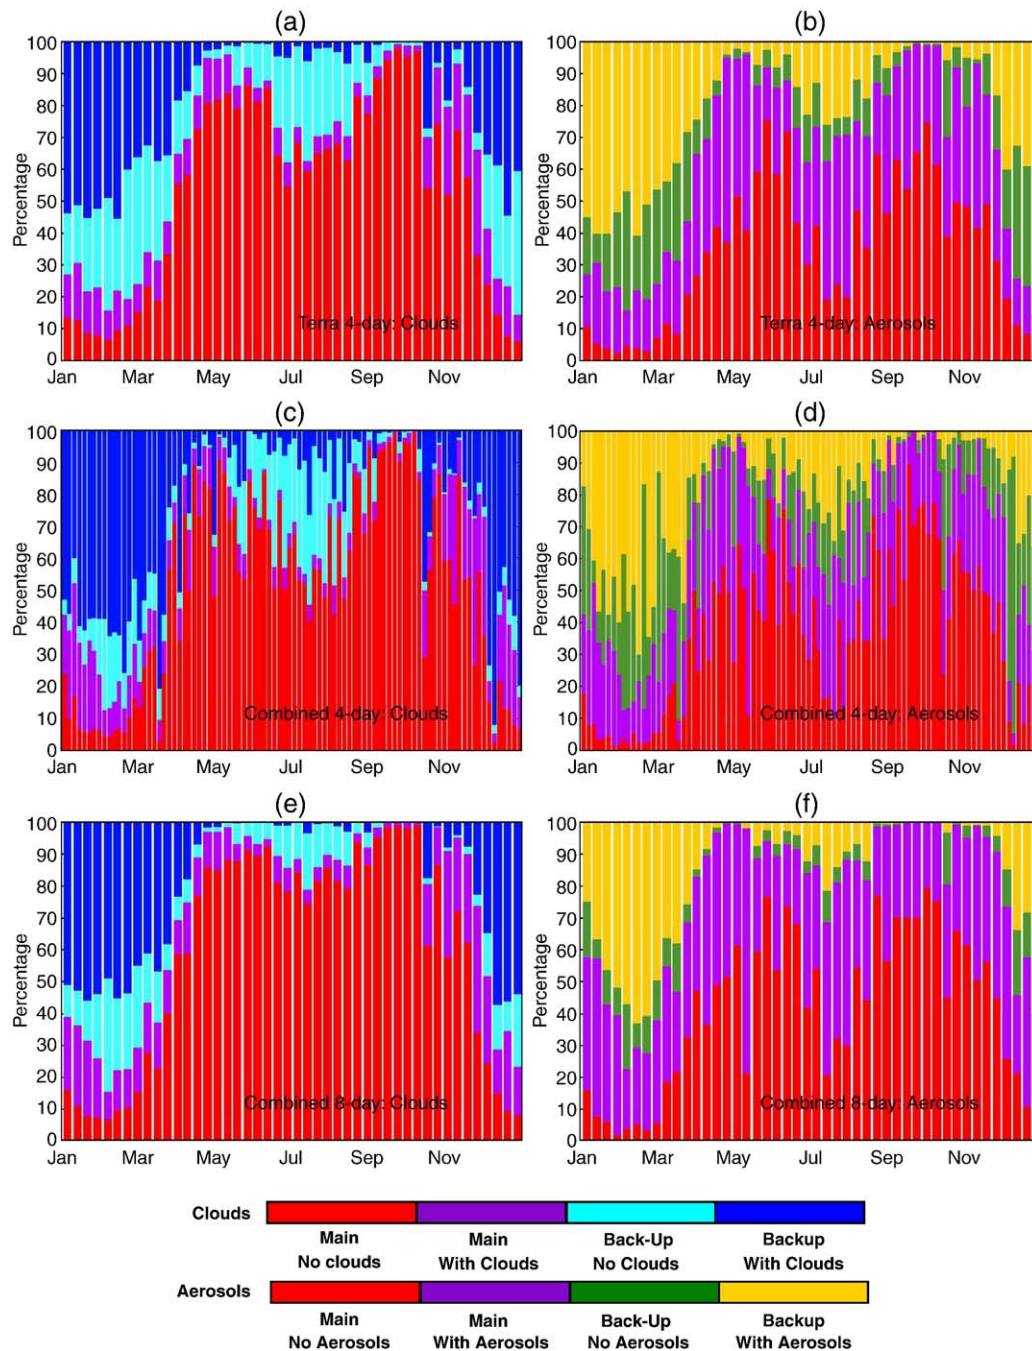 (a)
100
90
80
70
60
50
40
30
20
10
0
Percentage
Terra 4-day: Clouds
Jan Mar May Jul Sep Nov
(b)
100
90
80
70
60
50
40
30
20
10
0
Percentage
Terra 4-day: Aerosols
Jan Mar May Jul Sep Nov
(c)
100
90
80
70
60
50
40
30
20
10
0
Percentage
Combined 4-day: Clouds
Jan Mar May Jul Sep Nov
(d)
100
90
80
70
60
50
40
30
20
10
0
Percentage
Combined 4-day: Aerosols
Jan Mar May Jul Sep Nov
(e)
100
90
80
70
60
50
40
30
20
10
0
Percentage
Combined 8-day: Clouds
Jan Mar May Jul Sep Nov
(f)
100
90
80
70
60
50
40
30
20
10
0
Percentage
Combined 8-day: Aerosols
Jan Mar May Jul Sep Nov
Clouds
Main Main Back-Up Backup
No clouds With Clouds No Clouds With Clouds
Aerosols
Main Main Back-Up Backup
No Aerosols With Aerosols No Aerosols With Aerosols